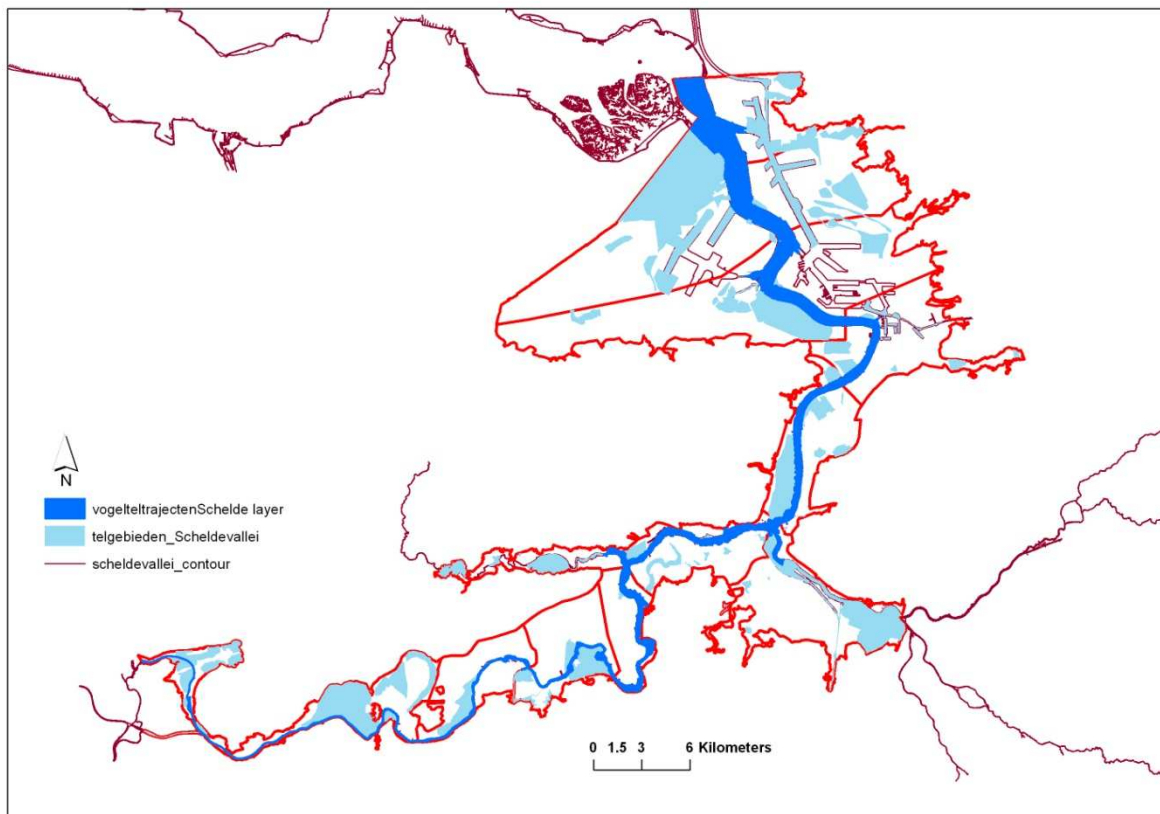 N
vogelteltrajectenSchelde layer
telgebieden_Scheldevallei
scheldevallei_contour
0 1.5 3 6 Kilometers